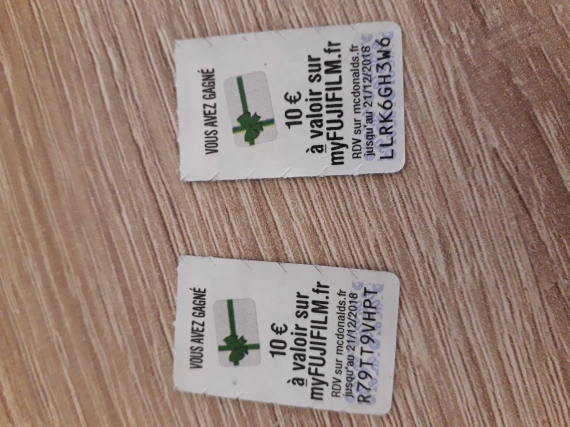 VOUS AVEZ GAGNÉ
10 €
à valoir sur
myFUJIFILM.fr
RDV sur mcdonalds.fr
jusqu'au 21/12/2018
LLRK6GH3W6
VOUS AVEZ GAGNÉ
10 €
à valoir sur
myFUJIFILM.fr
RDV sur mcdonalds.fr
jusqu'au 21/12/2018
R79TT9VHPT